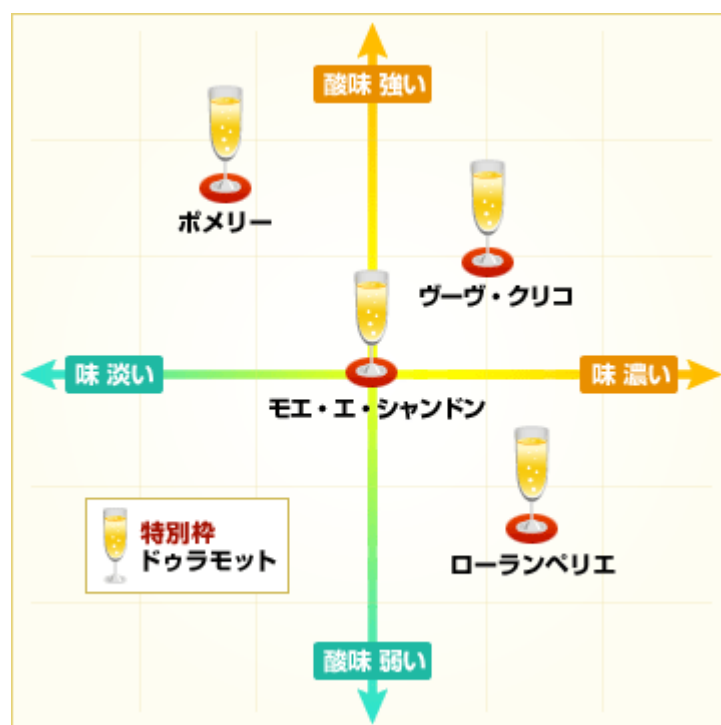 酸味 強い
ポメリー
ヴーヴ・クリコ
味 淡い
味 濃い
モエ・エ・シャンドン
特別枠
ドゥラモット
ローランペリエ
酸味 弱い